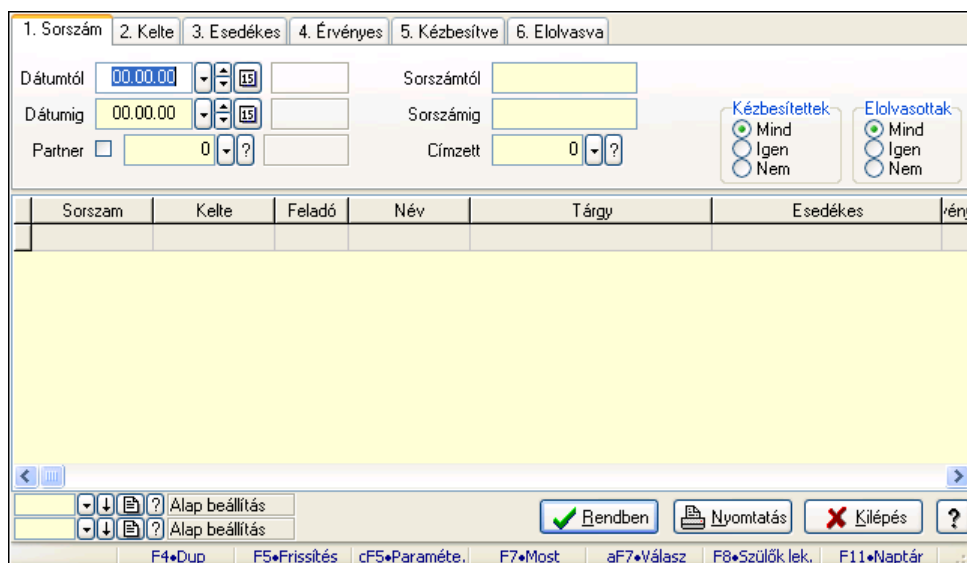 1. Sorszám 2. Kelte 3. Esedékes 4. Érvényes 5. Kézbesítve 6. Elolvasva
Dátumtól 00.00.00 15 Sorszámtól
Dátumig 00.00.00 15 Sorszámig
Partner 0 ? Címzett 0 ?
Kézbesítettek
Mind
Igen
Nem
Elolvasottak
Mind
Igen
Nem
Sorszam Kelte Feladó Név Tárgy Esedékes
? Alap beállítás
? Alap beállítás
Rendben Nyomtatás Kilépés ?
F4•Dup F5•Frissítés cF5•Paraméte. F7•Most aF7•Válasz F8•Szülők lek. F11•Naptár